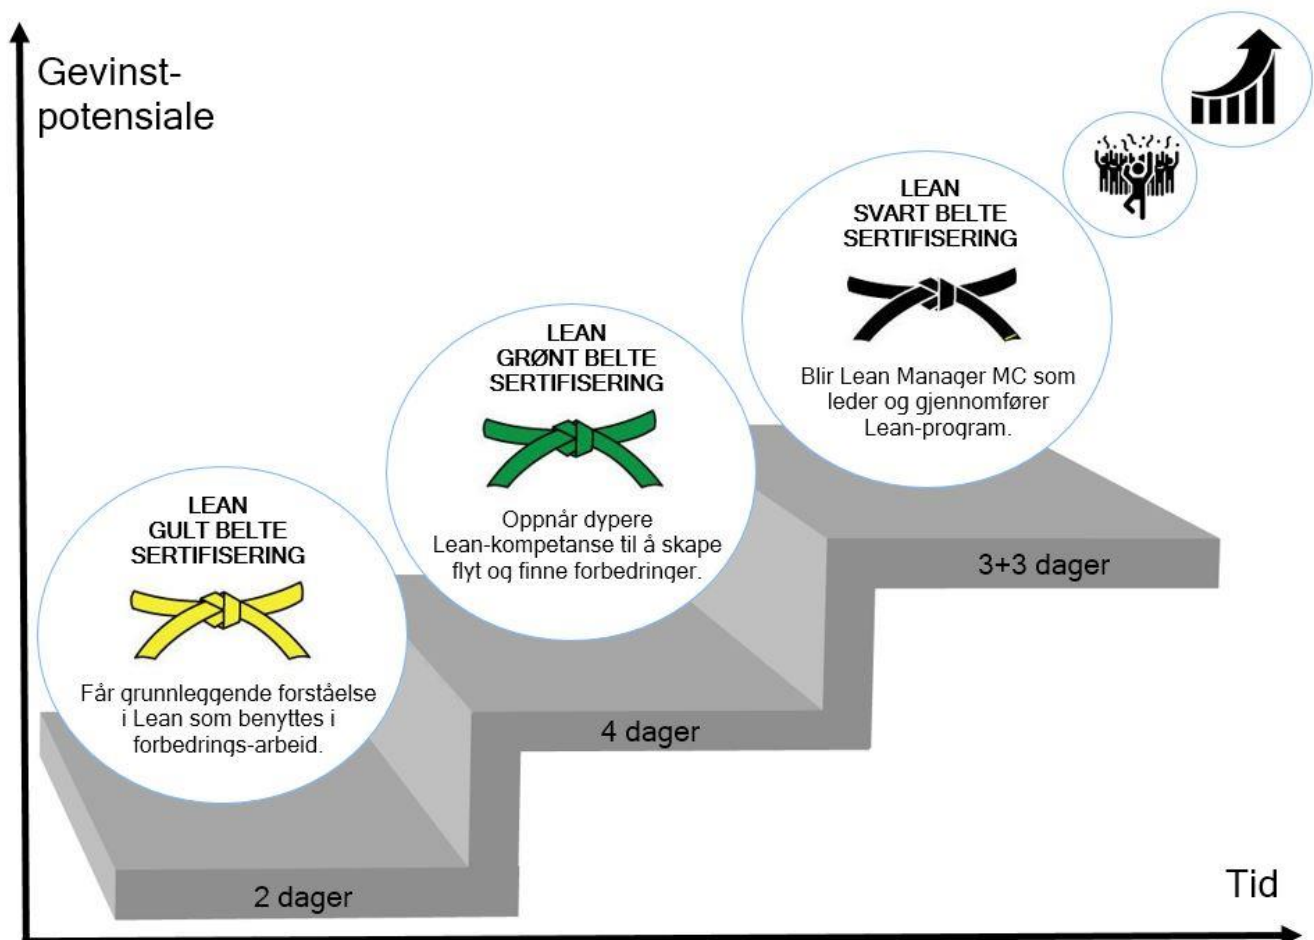 Gevinst-
potensiale
LEAN
SVART BELTE
SERTIFISERING
Blir Lean Manager MC som
leder og gjennomfører
Lean-program.
LEAN
GRØNT BELTE
SERTIFISERING
Oppnår dypere
Lean-kompetanse til å skape
flyt og finne forbedringer.
LEAN
GULT BELTE
SERTIFISERING
Får grunnleggende forståelse
i Lean som benyttes i
forbedrings-arbeid.
3+3 dager
4 dager
2 dager
Tid